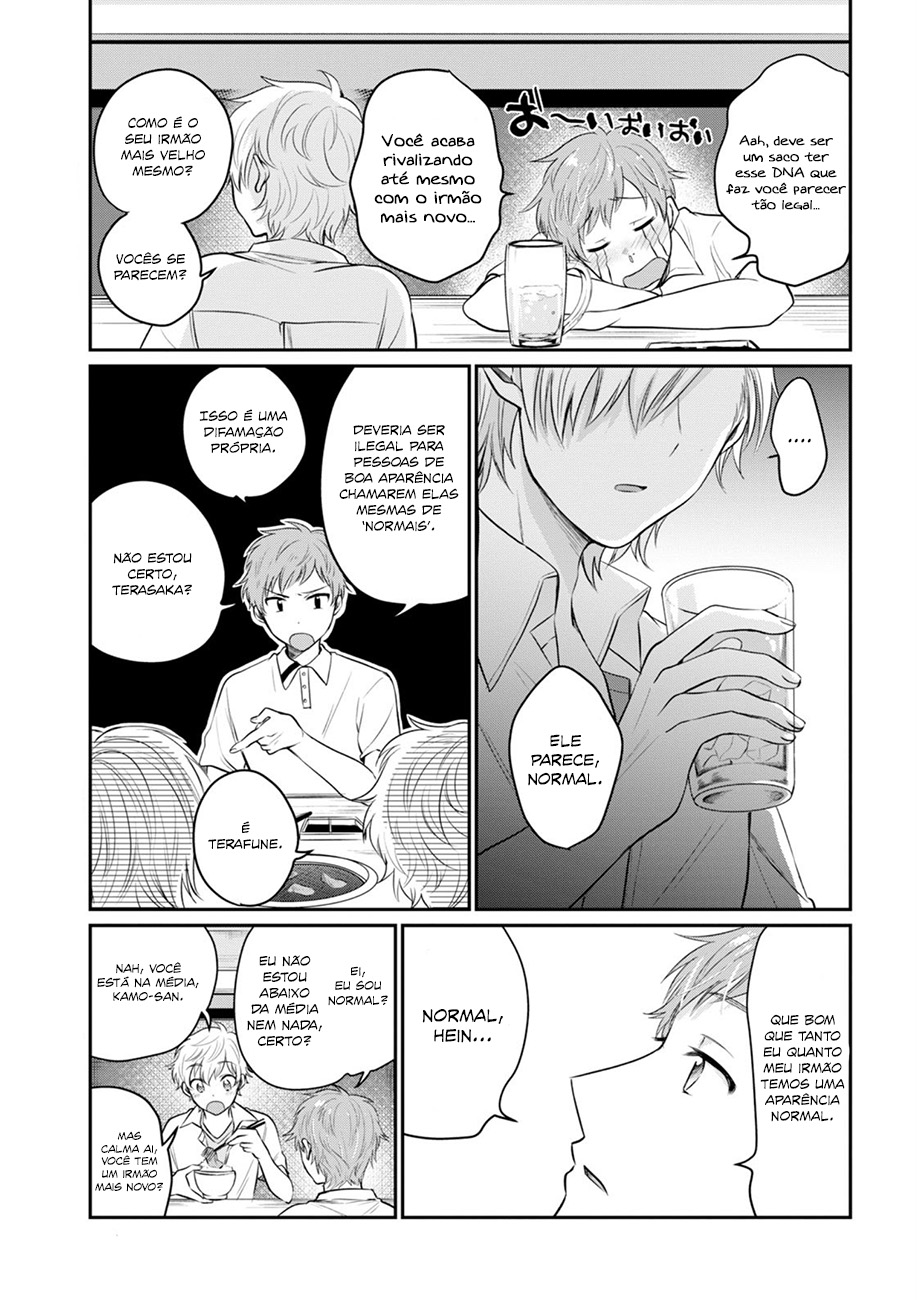 Aah, deve ser
um saco ter
esse DNA que
faz você parecer
tão legal...
お〜いおいおい
Você acaba
rivalizando
até mesmo
com o irmão
mais novo...
COMO É O
SEU IRMÃO
MAIS VELHO
MESMO?
VOCÊS SE
PARECEM?
....
ELE
PARECE,
NORMAL.
DEVERIA SER
ILEGAL PARA
PESSOAS DE
BOA APARÊNCIA
CHAMAREM ELAS
MESMAS DE
'NORMAIS'.
ISSO É UMA
DIFAMAÇÃO
PRÓPRIA.
NÃO ESTOU
CERTO,
TERASAKA?
É
TERAFUNE.
QUE BOM
QUE TANTO
EU QUANTO
MEU IRMÃO
TEMOS UMA
APARÊNCIA
NORMAL.
NORMAL,
HEIN...
EI,
EU SOU
NORMAL?
EU NÃO
ESTOU
ABAIXO
DA MÉDIA
NEM NADA,
CERTO?
NAH, VOCÊ
ESTÁ NA MÉDIA,
KAMO-SAN.
MAS
CALMA AI,
VOCÊ TEM
UM IRMÃO
MAIS NOVO?